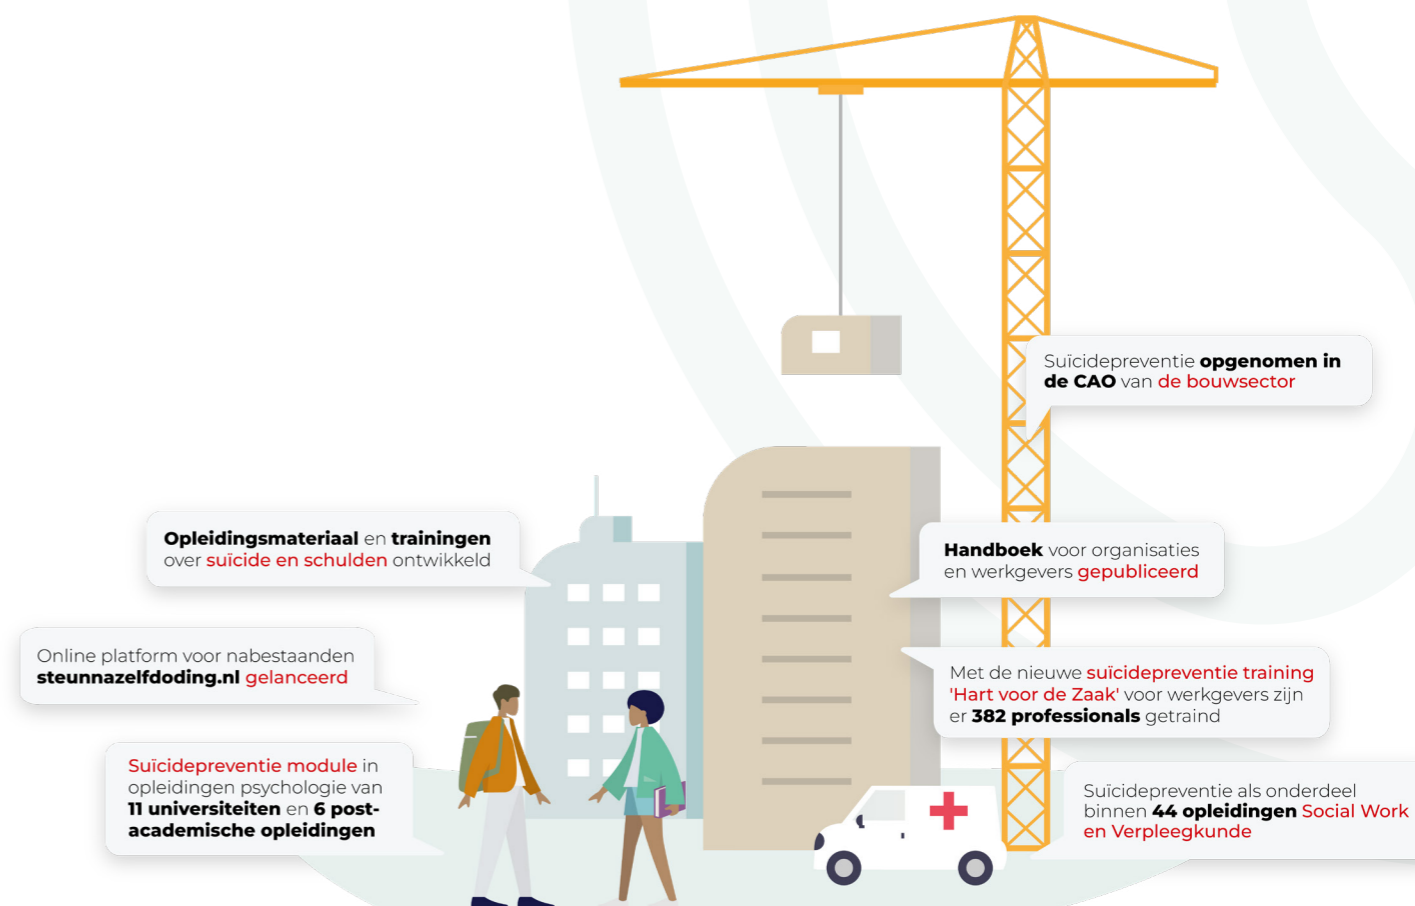 Suïcidepreventie opgenomen in
de CAO van de bouwsector
Opleidingsmateriaal en trainingen
over suïcide en schulden ontwikkeld
Handboek voor organisaties
en werkgevers gepubliceerd
Online platform voor nabestaanden
steunnazelfdoding.nl gelanceerd
Met de nieuwe suïcidepreventie training
'Hart voor de Zaak' voor werkgevers zijn
er 382 professionals getraind
Suïcidepreventie module in
opleidingen psychologie van
11 universiteiten en 6 post-
academische opleidingen
Suïcidepreventie als onderdeel
binnen 44 opleidingen Social Work
en Verpleegkunde